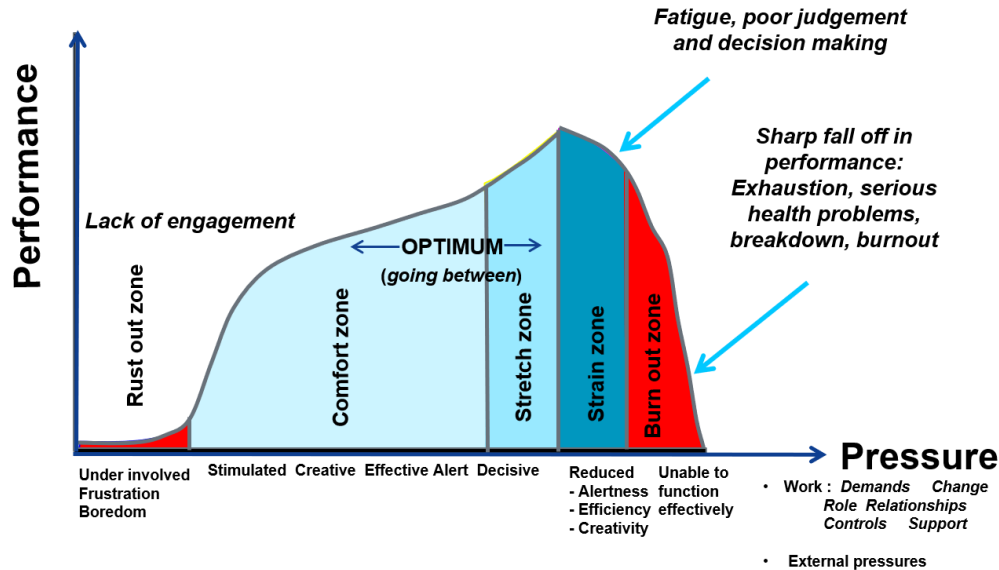 Fatigue, poor judgement
and decision making
Performance
Sharp fall off in
performance:
Exhaustion, serious
health problems,
breakdown, burnout
Lack of engagement
OPTIMUM
(going between)
Rust out zone
Comfort zone
Stretch zone
Strain zone
Burn out zone
Pressure
Under involved
Frustration
Boredom
Stimulated Creative Effective Alert Decisive
Reduced
- Alertness
- Efficiency
- Creativity
Unable to
function
effectively
• Work : Demands Change
Role Relationships
Controls Support
• External pressures